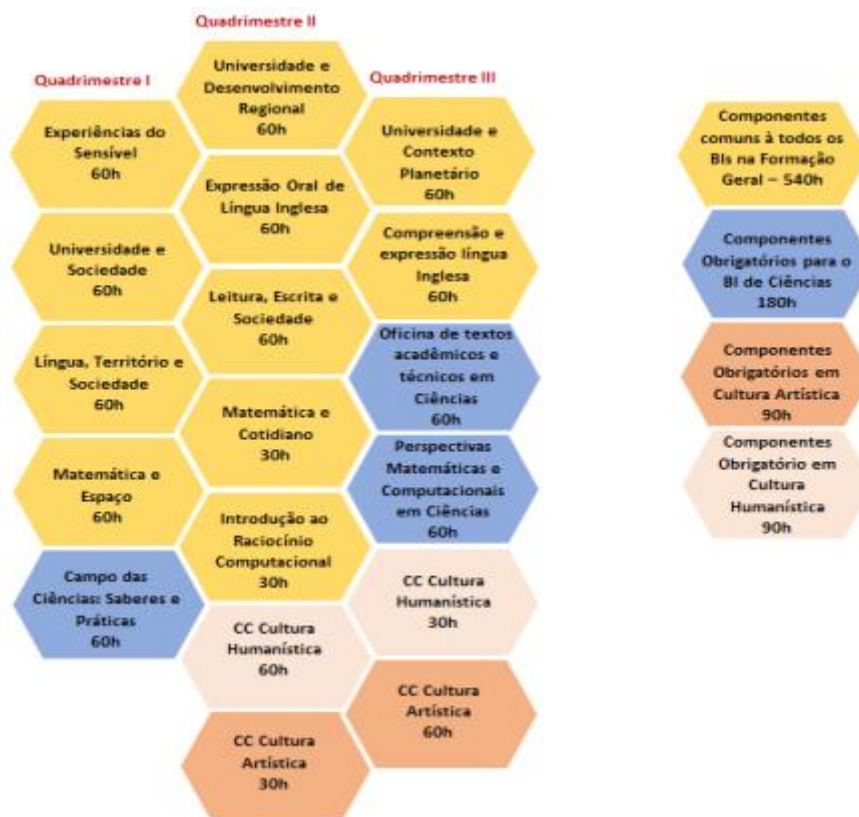 Quadrimestre I
Experiências do
Sensível
60h
Universidade e
Sociedade
60h
Língua, Território e
Sociedade
60h
Matemática e
Espaço
60h
Campo das
Ciências: Saberes e
Práticas
60h
Quadrimestre II
Universidade e
Desenvolvimento
Regional
60h
Expressão Oral de
Língua Inglesa
60h
Leitura, Escrita e
Sociedade
60h
Matemática e
Cotidiano
30h
Introdução ao
Raciocínio
Computacional
30h
CC Cultura
Humanística
60h
CC Cultura
Artística
30h
Quadrimestre III
Universidade e
Contexto
Planetário
60h
Compreensão e
expressão língua
Inglesa
60h
Oficina de textos
acadêmicos e
técnicos em
Ciências
60h
Perspectivas
Matemáticas e
Computacionais
em Ciências
60h
CC Cultura
Humanística
30h
CC Cultura
Artística
60h
Componentes
comuns à todos os
BIs na Formação
Geral – 540h
Componentes
Obrigatórios para o
BI de Ciências
180h
Componentes
Obrigatórios em
Cultura Artística
90h
Componentes
Obrigatório em
Cultura
Humanística
90h